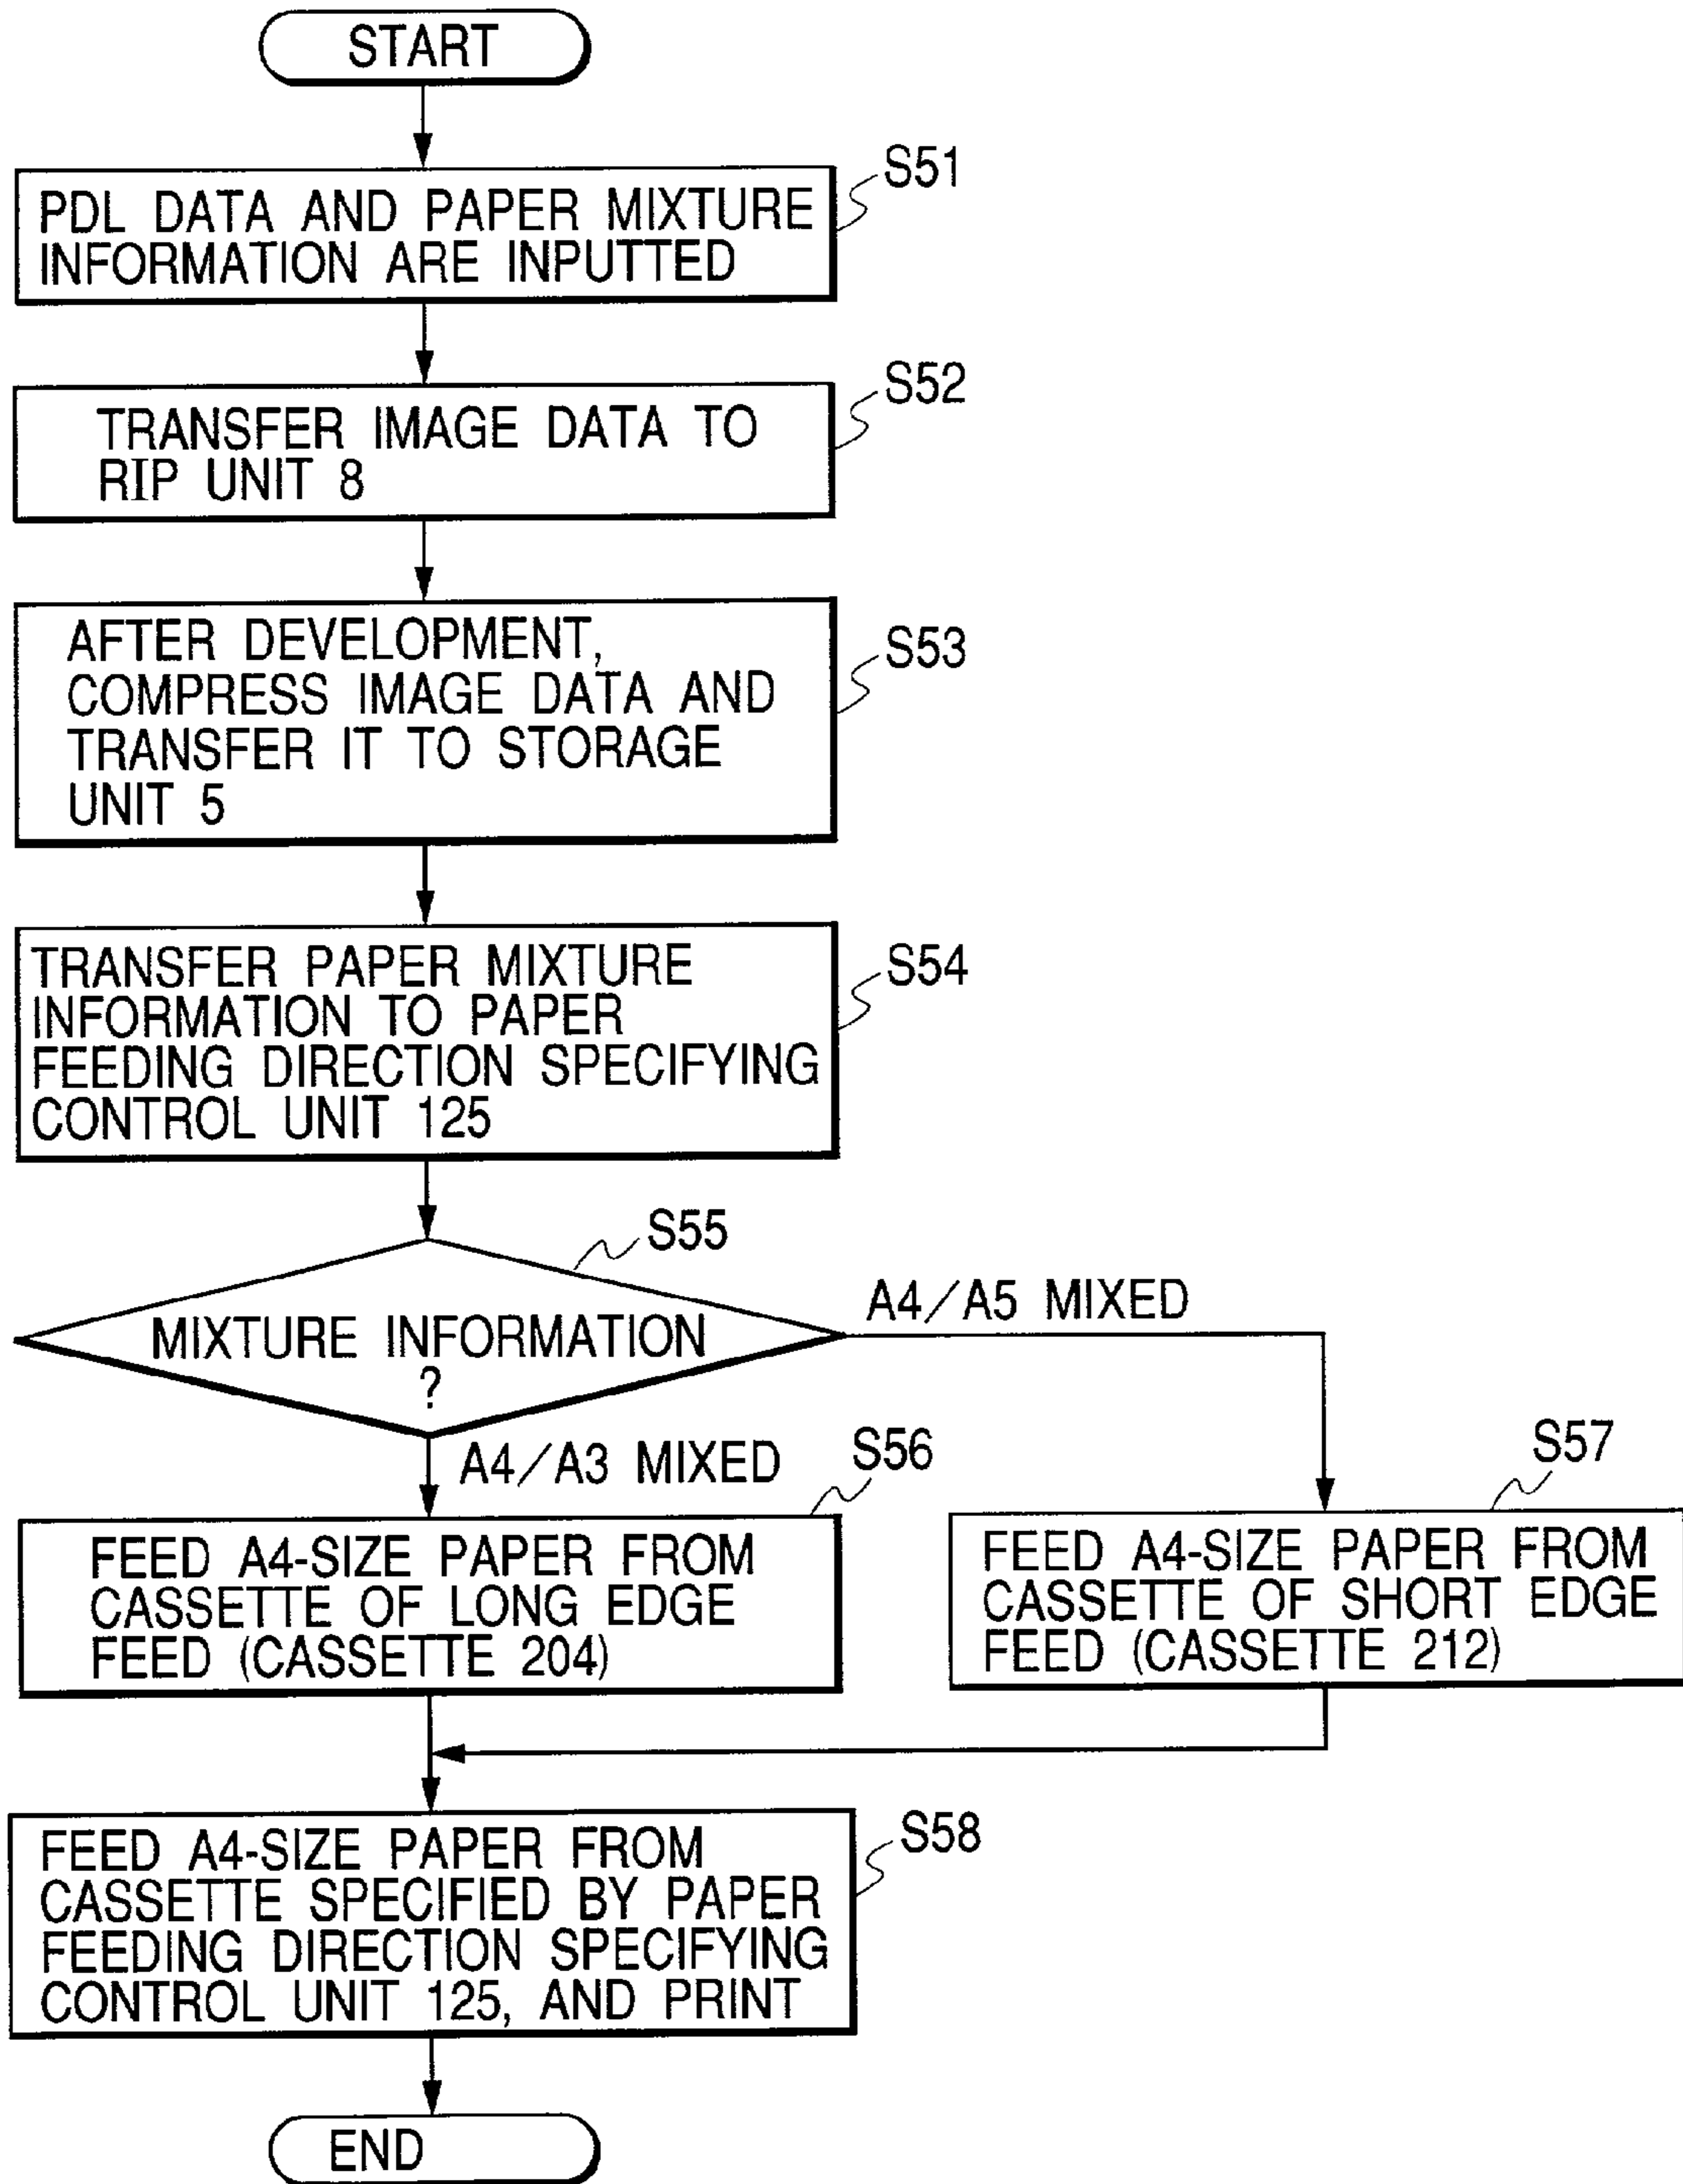 START
S51
PDL DATA AND PAPER MIXTURE
INFORMATION ARE INPUTTED
S52
TRANSFER IMAGE DATA TO
RIP UNIT 8
S53
AFTER DEVELOPMENT,
COMPRESS IMAGE DATA AND
TRANSFER IT TO STORAGE
UNIT 5
S54
TRANSFER PAPER MIXTURE
INFORMATION TO PAPER
FEEDING DIRECTION SPECIFYING
CONTROL UNIT 125
S55
MIXTURE INFORMATION
?
A4/A5 MIXED
A4/A3 MIXED
S56
FEED A4-SIZE PAPER FROM
CASSETTE OF LONG EDGE
FEED (CASSETTE 204)
S57
FEED A4-SIZE PAPER FROM
CASSETTE OF SHORT EDGE
FEED (CASSETTE 212)
S58
FEED A4-SIZE PAPER FROM
CASSETTE SPECIFIED BY PAPER
FEEDING DIRECTION SPECIFYING
CONTROL UNIT 125, AND PRINT
END